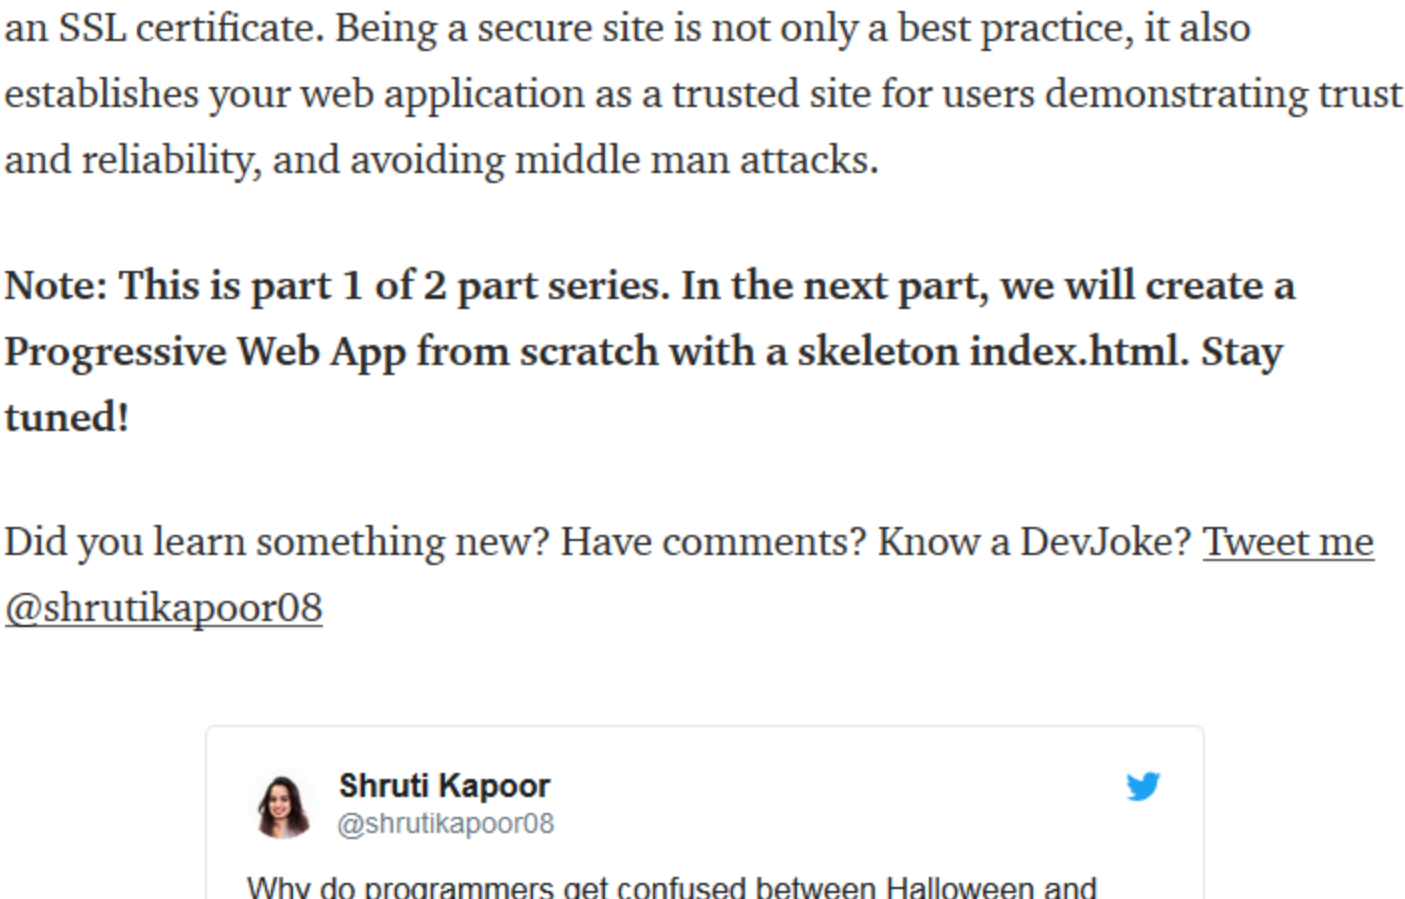 an SSL certificate. Being a secure site is not only a best practice, it also
establishes your web application as a trusted site for users demonstrating trust
and reliability, and avoiding middle man attacks.
Note: This is part 1 of 2 part series. In the next part, we will create a
Progressive Web App from scratch with a skeleton index.html. Stay
tuned!
Did you learn something new? Have comments? Know a DevJoke? Tweet me
@shrutikapoor08
Shruti Kapoor
@shrutikapoor08
Why do programmers get confused between Halloween and